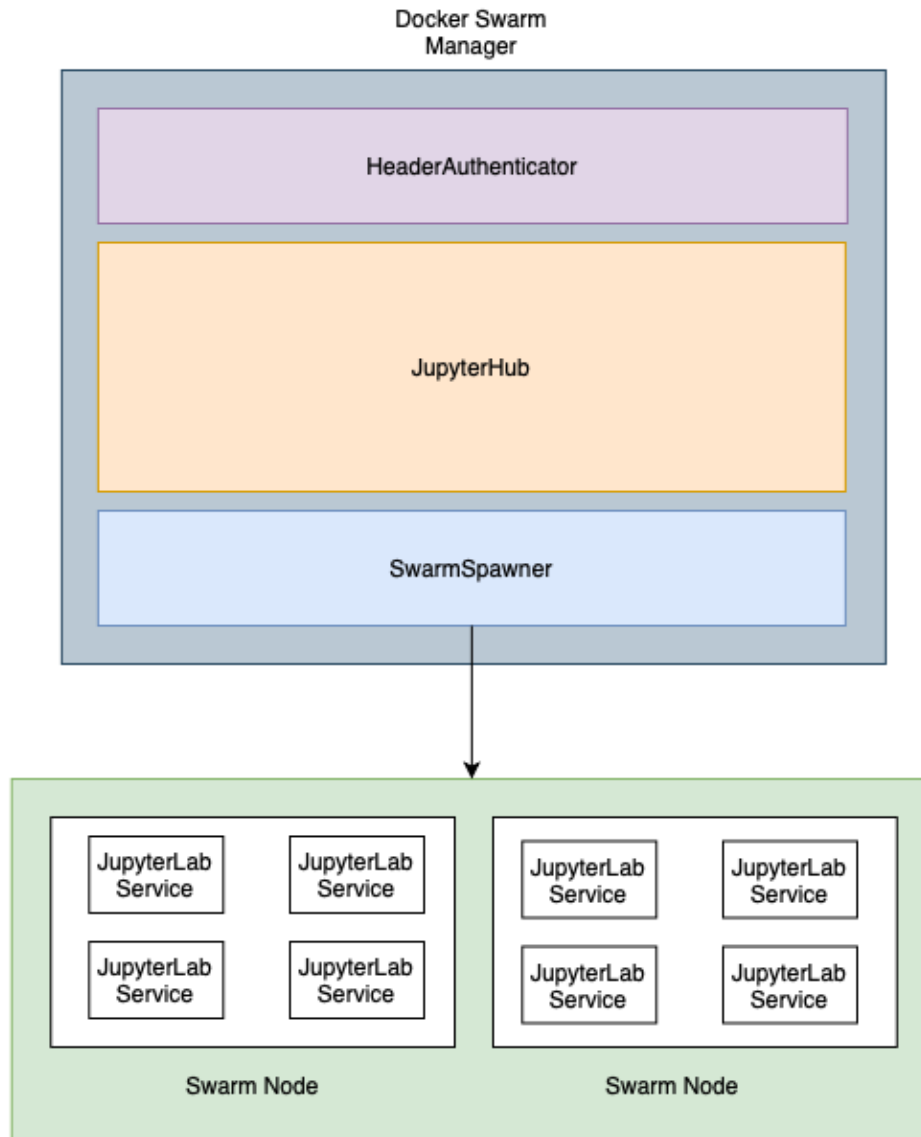 Docker Swarm
Manager
HeaderAuthenticator
JupyterHub
SwarmSpawner
JupyterLab
Service
JupyterLab
Service
JupyterLab
Service
JupyterLab
Service
Swarm Node
JupyterLab
Service
JupyterLab
Service
JupyterLab
Service
JupyterLab
Service
Swarm Node